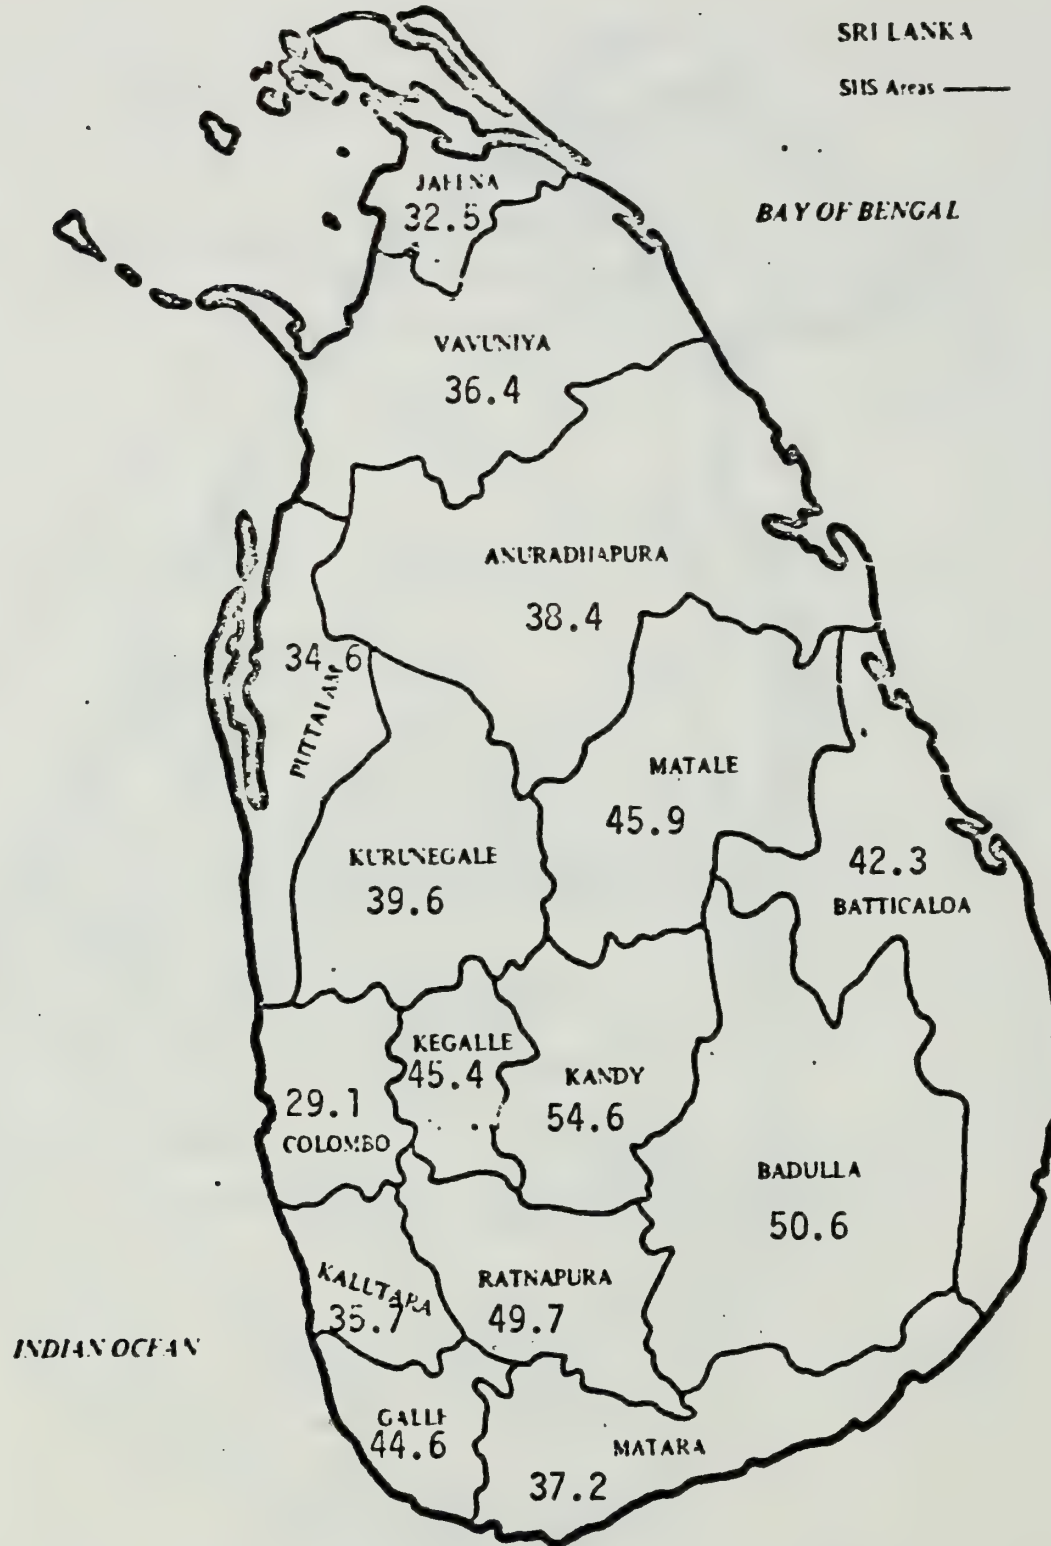 SRI LANKA
SHS Areas
BAY OF BENGAL
JAFFNA
32.5
VAVUNIYA
36.4
ANURADHAPURA
38.4
34.6
PUTTALAM
MATALE
45.9
KURUNEGALE
39.6
42.3
BATTICALOA
KEGALLE
45.4
KANDY
54.6
29.1
COLOMBO
BADULLA
50.6
KALUTARA
35.7
RATNAPURA
49.7
INDIAN OCEAN
GALLE
44.6
MATARA
37.2